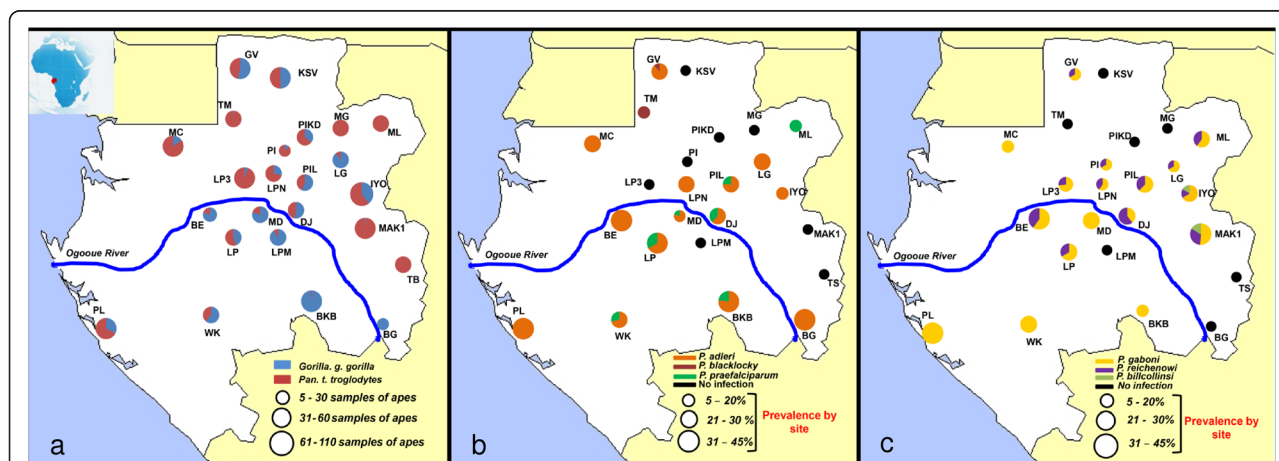 GV
KSV
TM
MG
ML
MC
PIKD
PI
PIL
LG
LP3
LPN
IYO
BE
MD
DJ
MAK1
LP
LPM
Ogooue River
TB
PL
WK
BKB
BG
Gorilla. g. gorilla
Pan. t. troglodytes
5 - 30 samples of apes
31- 60 samples of apes
61- 110 samples of apes
a
GV
KSV
TM
MG
ML
MC
PIKD
PI
PIL
LG
LP3
LPN
IYO
BE
MD
DJ
MAK1
LP
LPM
Ogooue River
TS
PL
WK
BKB
BG
P. adleri
P. blacklocky
P. praefalciparum
No infection
5 – 20%
21 - 30 %
31 – 45%
Prevalence by
site
b
GV
KSV
TM
MG
ML
MC
PIKD
PI
PIL
LG
LP3
LPN
IYO
BE
MD
DJ
MAK1
LP
LPM
Ogooue River
TS
PL
WK
BKB
BG
P. gaboni
P. reichenowi
P. billcollinsi
No infection
5 - 20%
21 - 30%
31 – 45%
Prevalence by
site
c